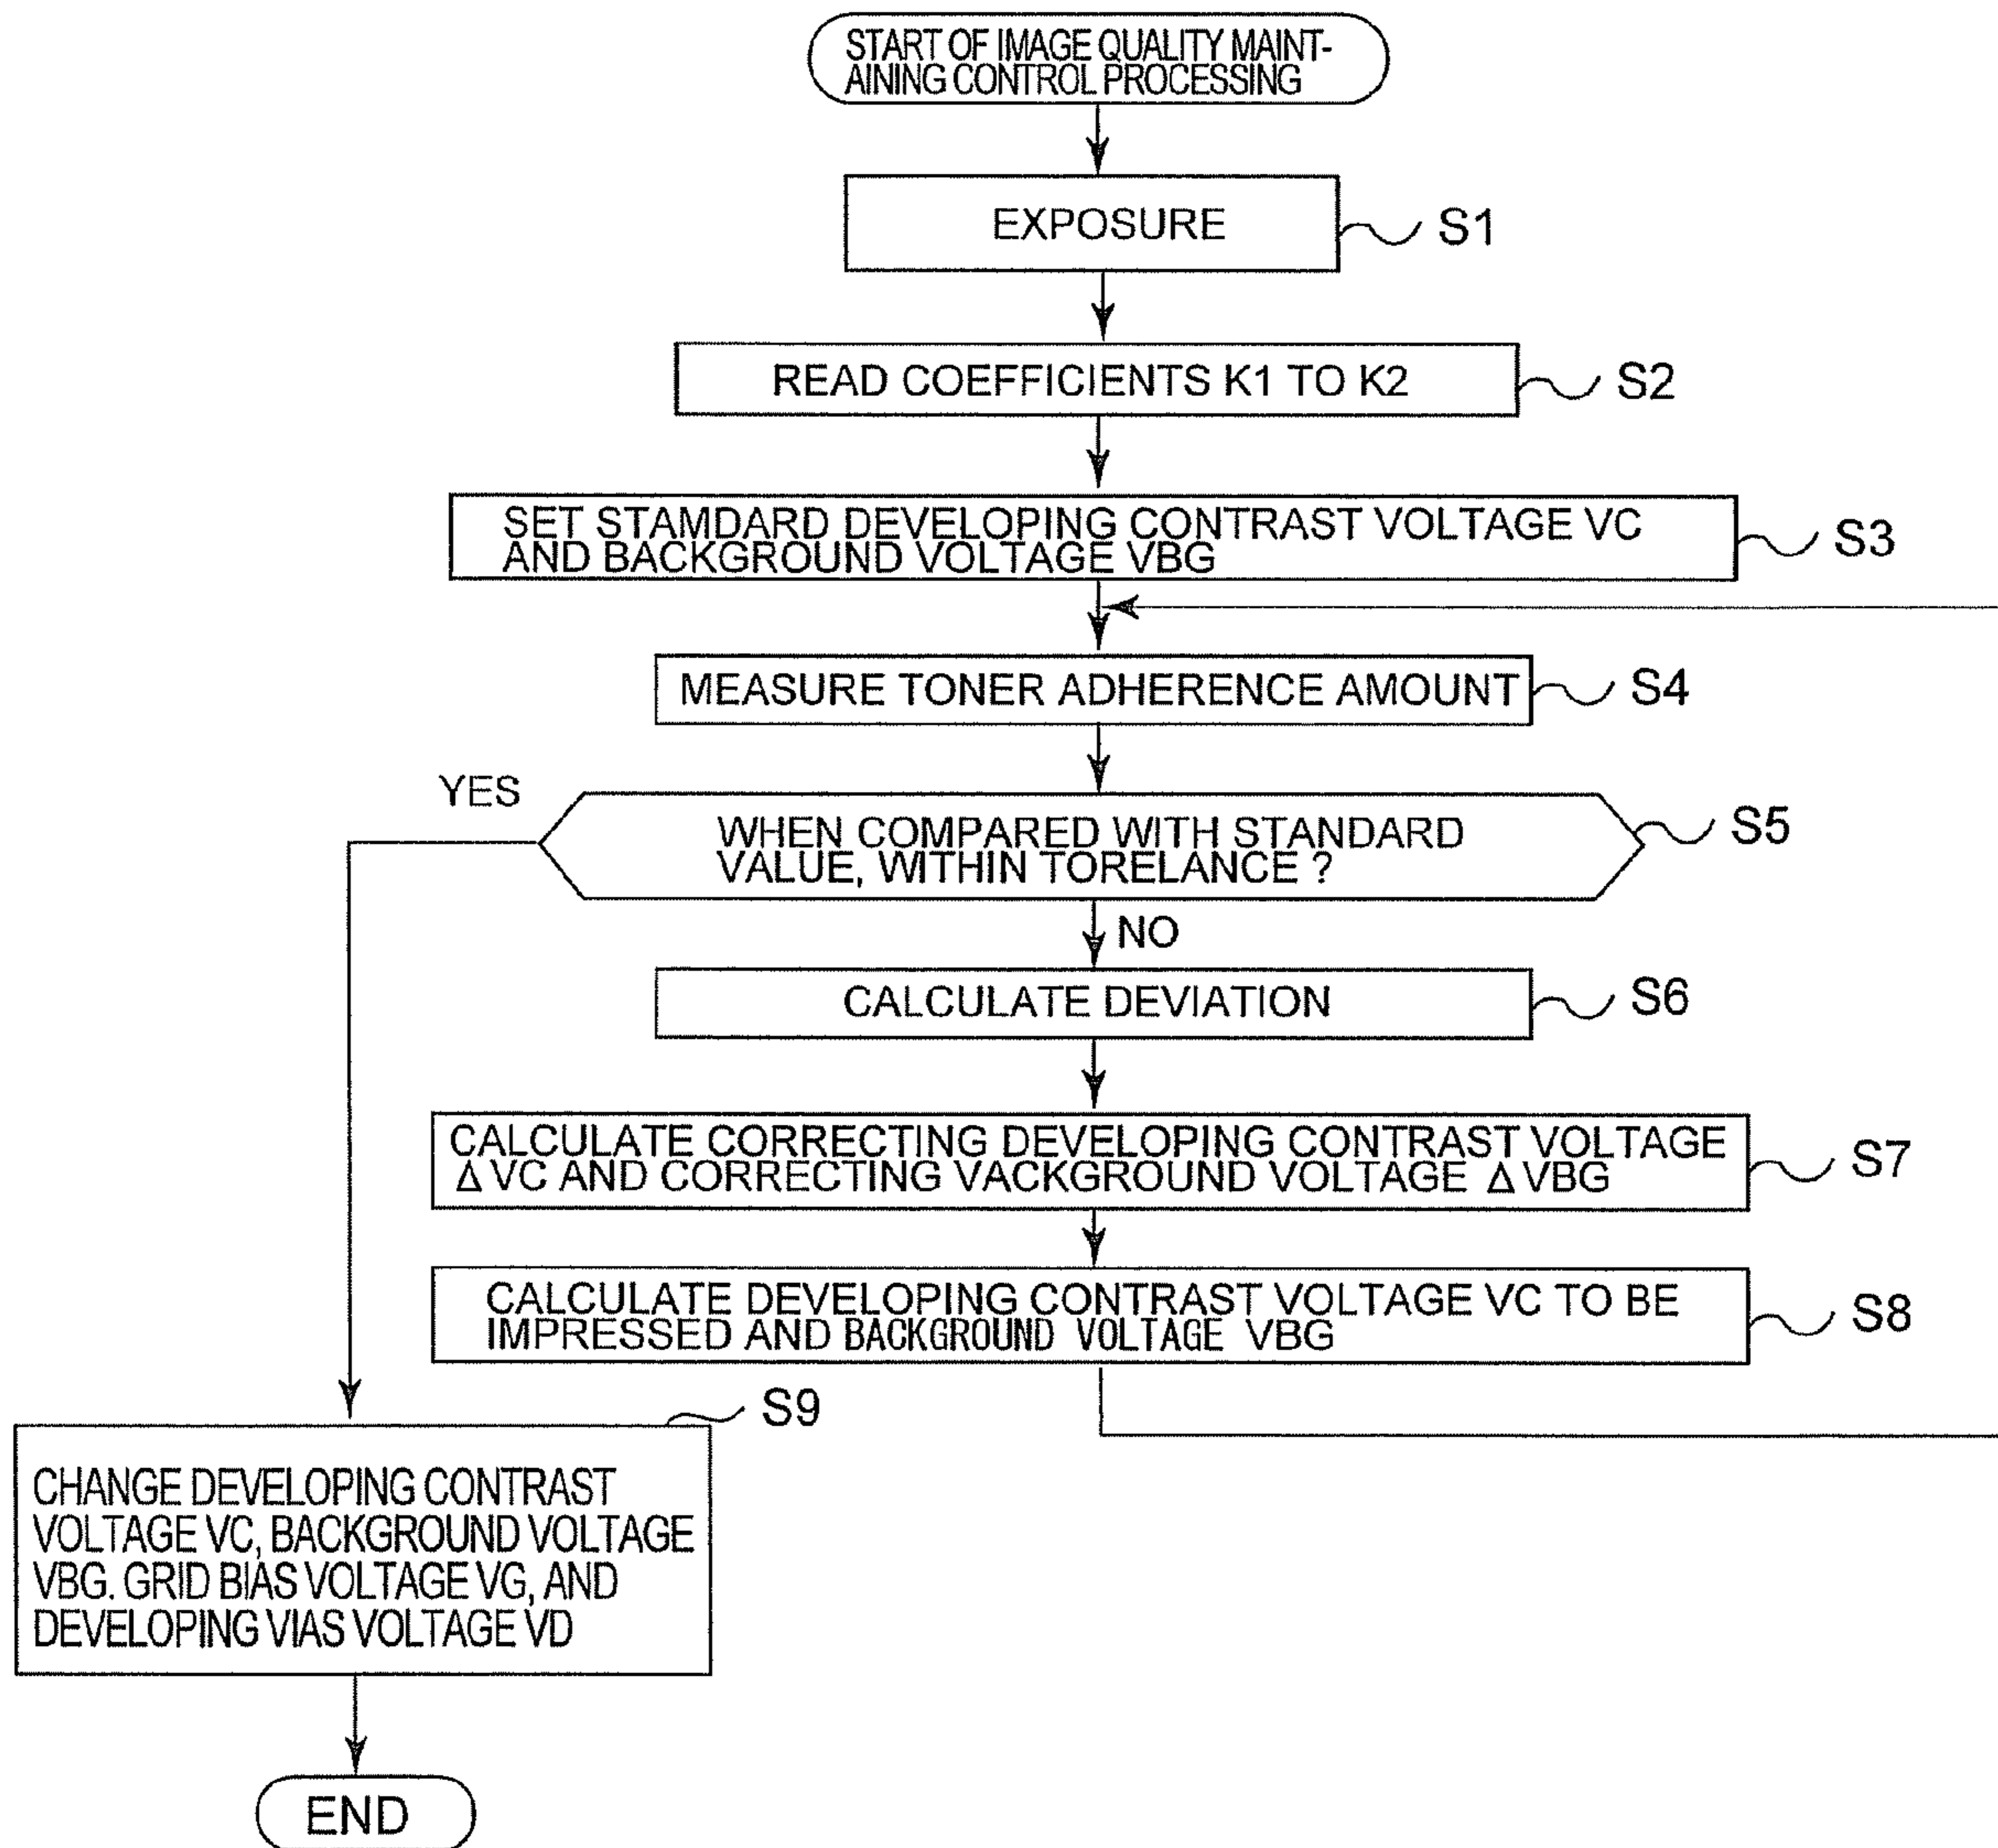 START OF IMAGE QUALITY MAINT-
AINING CONTROL PROCESSING
EXPOSURE
S1
READ COEFFICIENTS K1 TO K2
S2
SET STAMDARD DEVELOPING CONTRAST VOLTAGE VC
AND BACKGROUND VOLTAGE VBG
S3
MEASURE TONER ADHERENCE AMOUNT
S4
YES
WHEN COMPARED WITH STANDARD
VALUE, WITHIN TORELANCE ?
S5
NO
CALCULATE DEVIATION
S6
CALCULATE CORRECTING DEVELOPING CONTRAST VOLTAGE
Δ VC AND CORRECTING VACKGROUND VOLTAGE Δ VBG
S7
CALCULATE DEVELOPING CONTRAST VOLTAGE VC TO BE
IMPRESSED AND BACKGROUND VOLTAGE VBG
S8
S9
CHANGE DEVELOPING CONTRAST
VOLTAGE VC, BACKGROUND VOLTAGE
VBG. GRID BIAS VOLTAGE VG, AND
DEVELOPING VIAS VOLTAGE VD
END